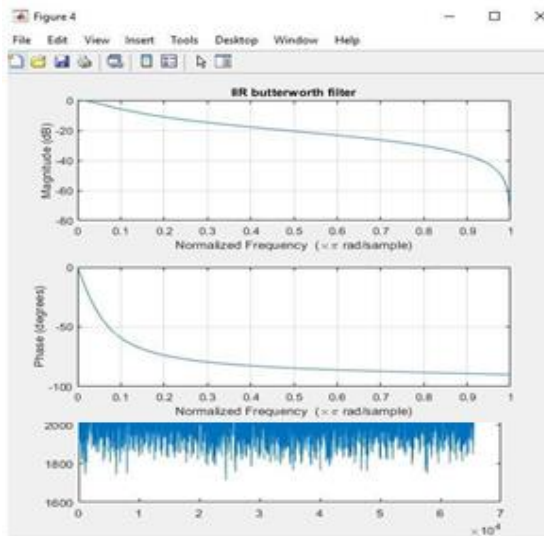 Figure 4
File Edit View Insert Tools Desktop Window Help
IIR butterworth filter
0
-20
-40
-60
-80
Magnitude (dB)
0 0.1 0.2 0.3 0.4 0.5 0.6 0.7 0.8 0.9 1
Normalized Frequency (×π rad/sample)
0
-50
-100
Phase (degrees)
0 0.1 0.2 0.3 0.4 0.5 0.6 0.7 0.8 0.9 1
Normalized Frequency (×π rad/sample)
2000
1800
1600
0 1 2 3 4 5 6 7
× 10⁴